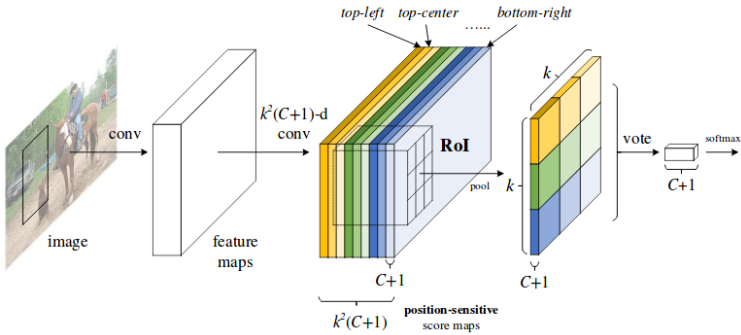 top-left top-center ...... bottom-right
conv
k²(C+1)-d
conv
RoI
pool
k
k
vote
softmax
C+1
image
feature
maps
C+1
C+1
k²(C+1)
position-sensitive
score maps